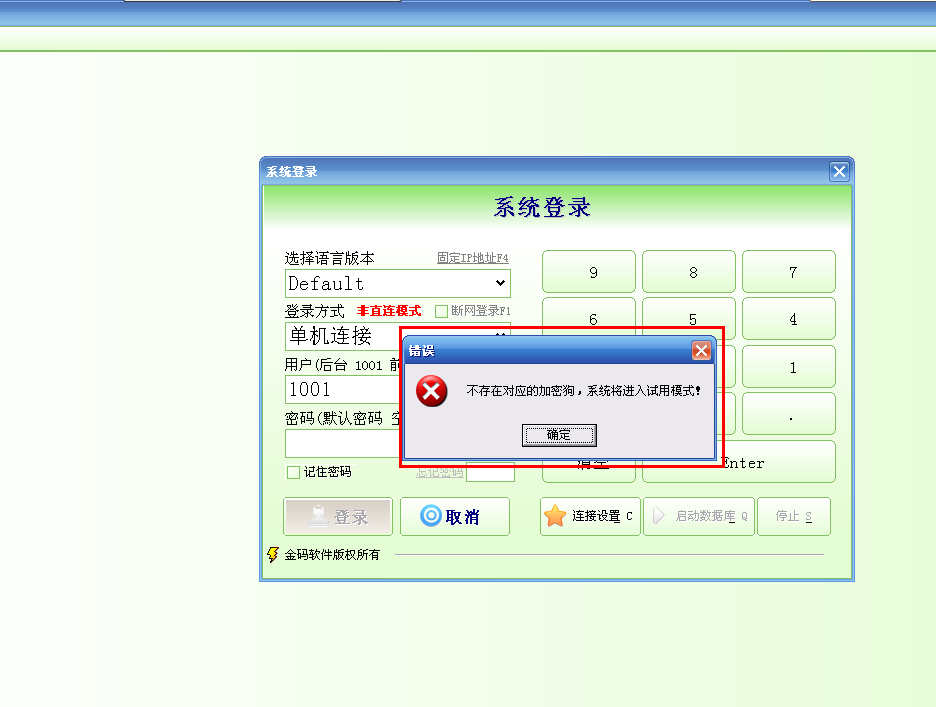 系统登录
系统登录
选择语言版本 固定IP地址F4
Default
登录方式 非直连模式 断网登录F1
单机连接
用户(后台 1001 前
1001
密码(默认密码 空
记住密码 忘记密码
9 8 7
6 5 4
1
.
清空 Enter
错误
不存在对应的加密狗，系统将进入试用模式!
确定
登录 取消 连接设置 C 启动数据库 Q 停止 S
金码软件版权所有